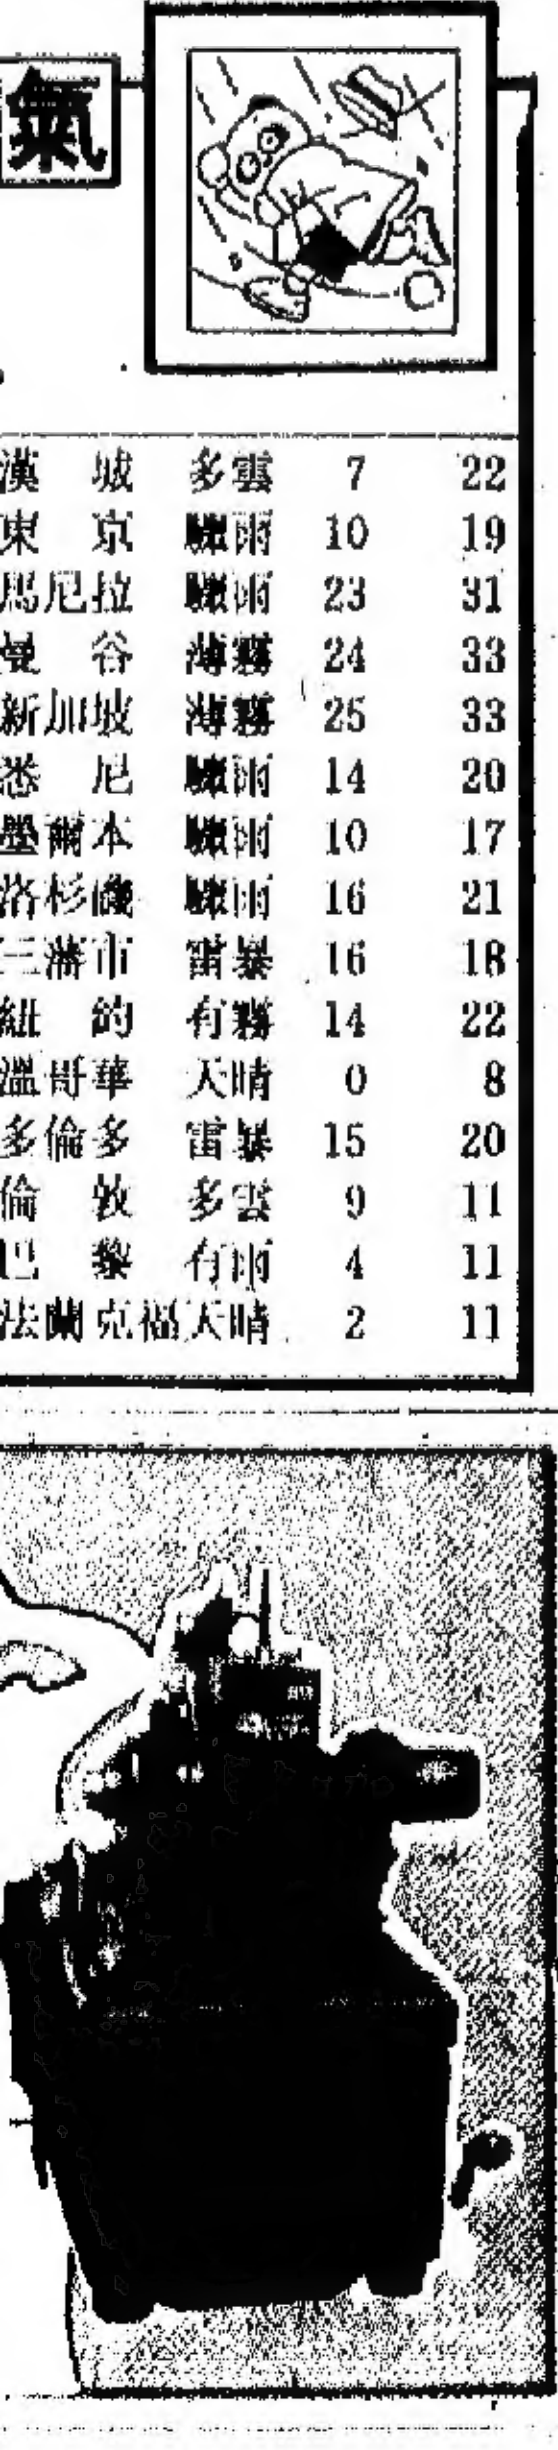 氣
漢城 多雲 7 22
東京 驟雨 10 19
馬尼拉 驟雨 23 31
曼谷 薄霧 24 33
新加坡 薄霧 25 33
悉尼 驟雨 14 20
墨爾本 驟雨 10 17
洛杉磯 驟雨 16 21
三藩市 雷暴 16 18
紐約 有霧 14 22
溫哥華 天晴 0 8
多倫多 雷暴 15 20
倫敦 多雲 9 11
巴黎 有雨 4 11
法蘭克福 天晴 2 11